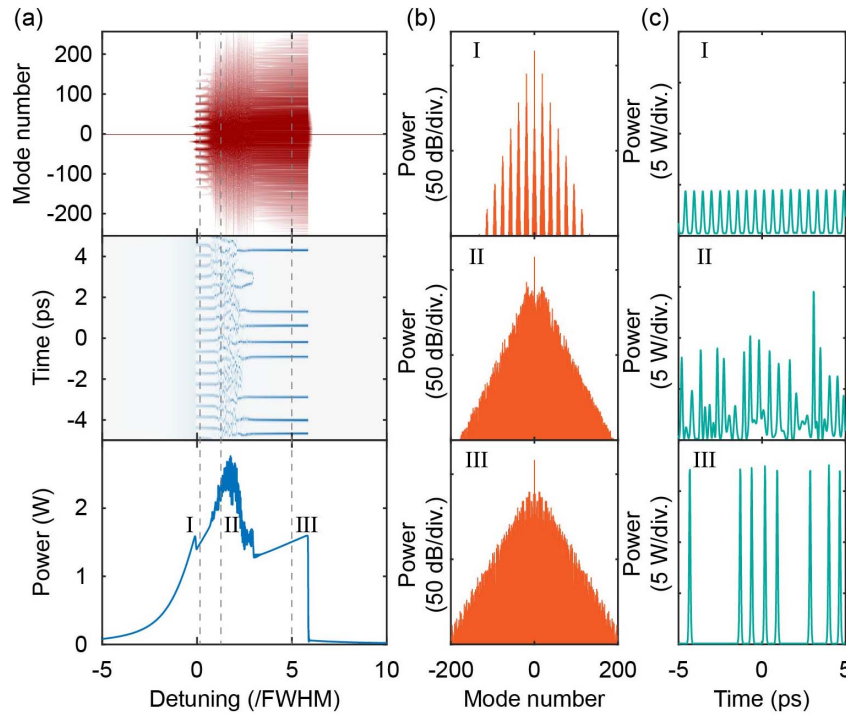 (a)
(b)
(c)
Mode number
200
100
0
-100
-200
Time (ps)
4
2
0
-2
-4
Power (W)
2
1
0
I
II
III
-5
0
5
10
Detuning (/FWHM)
I
Power
(50 dB/div.)
II
Power
(50 dB/div.)
III
Power
(50 dB/div.)
-200
0
200
Mode number
I
Power
(5 W/div.)
II
Power
(5 W/div.)
III
Power
(5 W/div.)
-5
0
5
Time (ps)